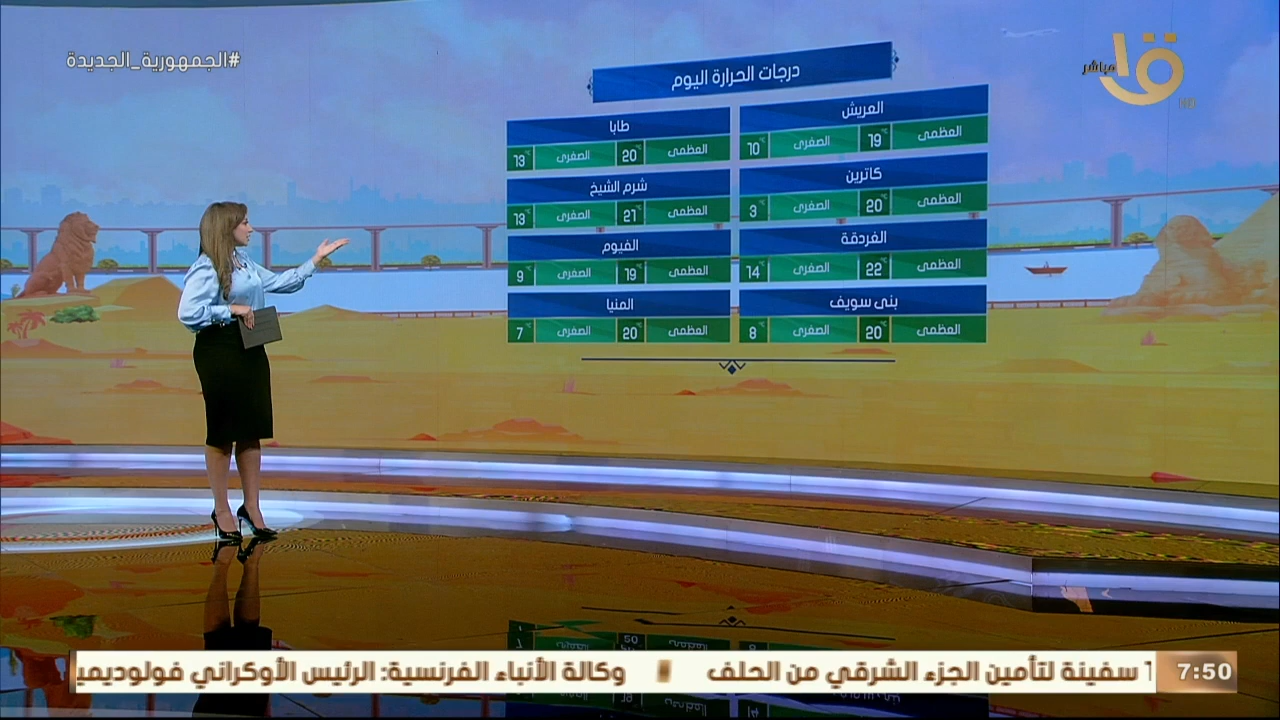 #الجمهورية_الجديدة
مباشر
HD
درجات الحرارة اليوم
العريش
العظمى 19 الصغرى 10
طابا
العظمى 20 الصغرى 13
كاترين
العظمى 20 الصغرى 3
شرم الشيخ
العظمى 21 الصغرى 13
الغردقة
العظمى 22 الصغرى 14
الفيوم
العظمى 19 الصغرى 9
بنى سويف
العظمى 20 الصغرى 8
المنيا
العظمى 20 الصغرى 7
سفينة لتأمين الجزء الشرقي من الحلف
وكالة الأنباء الفرنسية: الرئيس الأوكراني فولوديمي
7:50